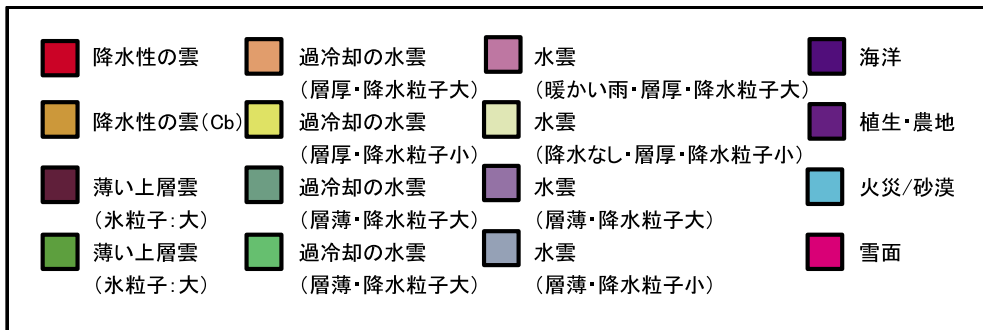 降水性の雲
過冷却の水雲
(層厚・降水粒子大)
水雲
(暖かい雨・層厚・降水粒子大)
海洋
降水性の雲(Cb)
過冷却の水雲
(層厚・降水粒子小)
水雲
(降水なし・層厚・降水粒子小)
植生・農地
薄い上層雲
(氷粒子:大)
過冷却の水雲
(層薄・降水粒子大)
水雲
(層薄・降水粒子大)
火災/砂漠
薄い上層雲
(氷粒子:大)
過冷却の水雲
(層薄・降水粒子大)
水雲
(層薄・降水粒子小)
雪面